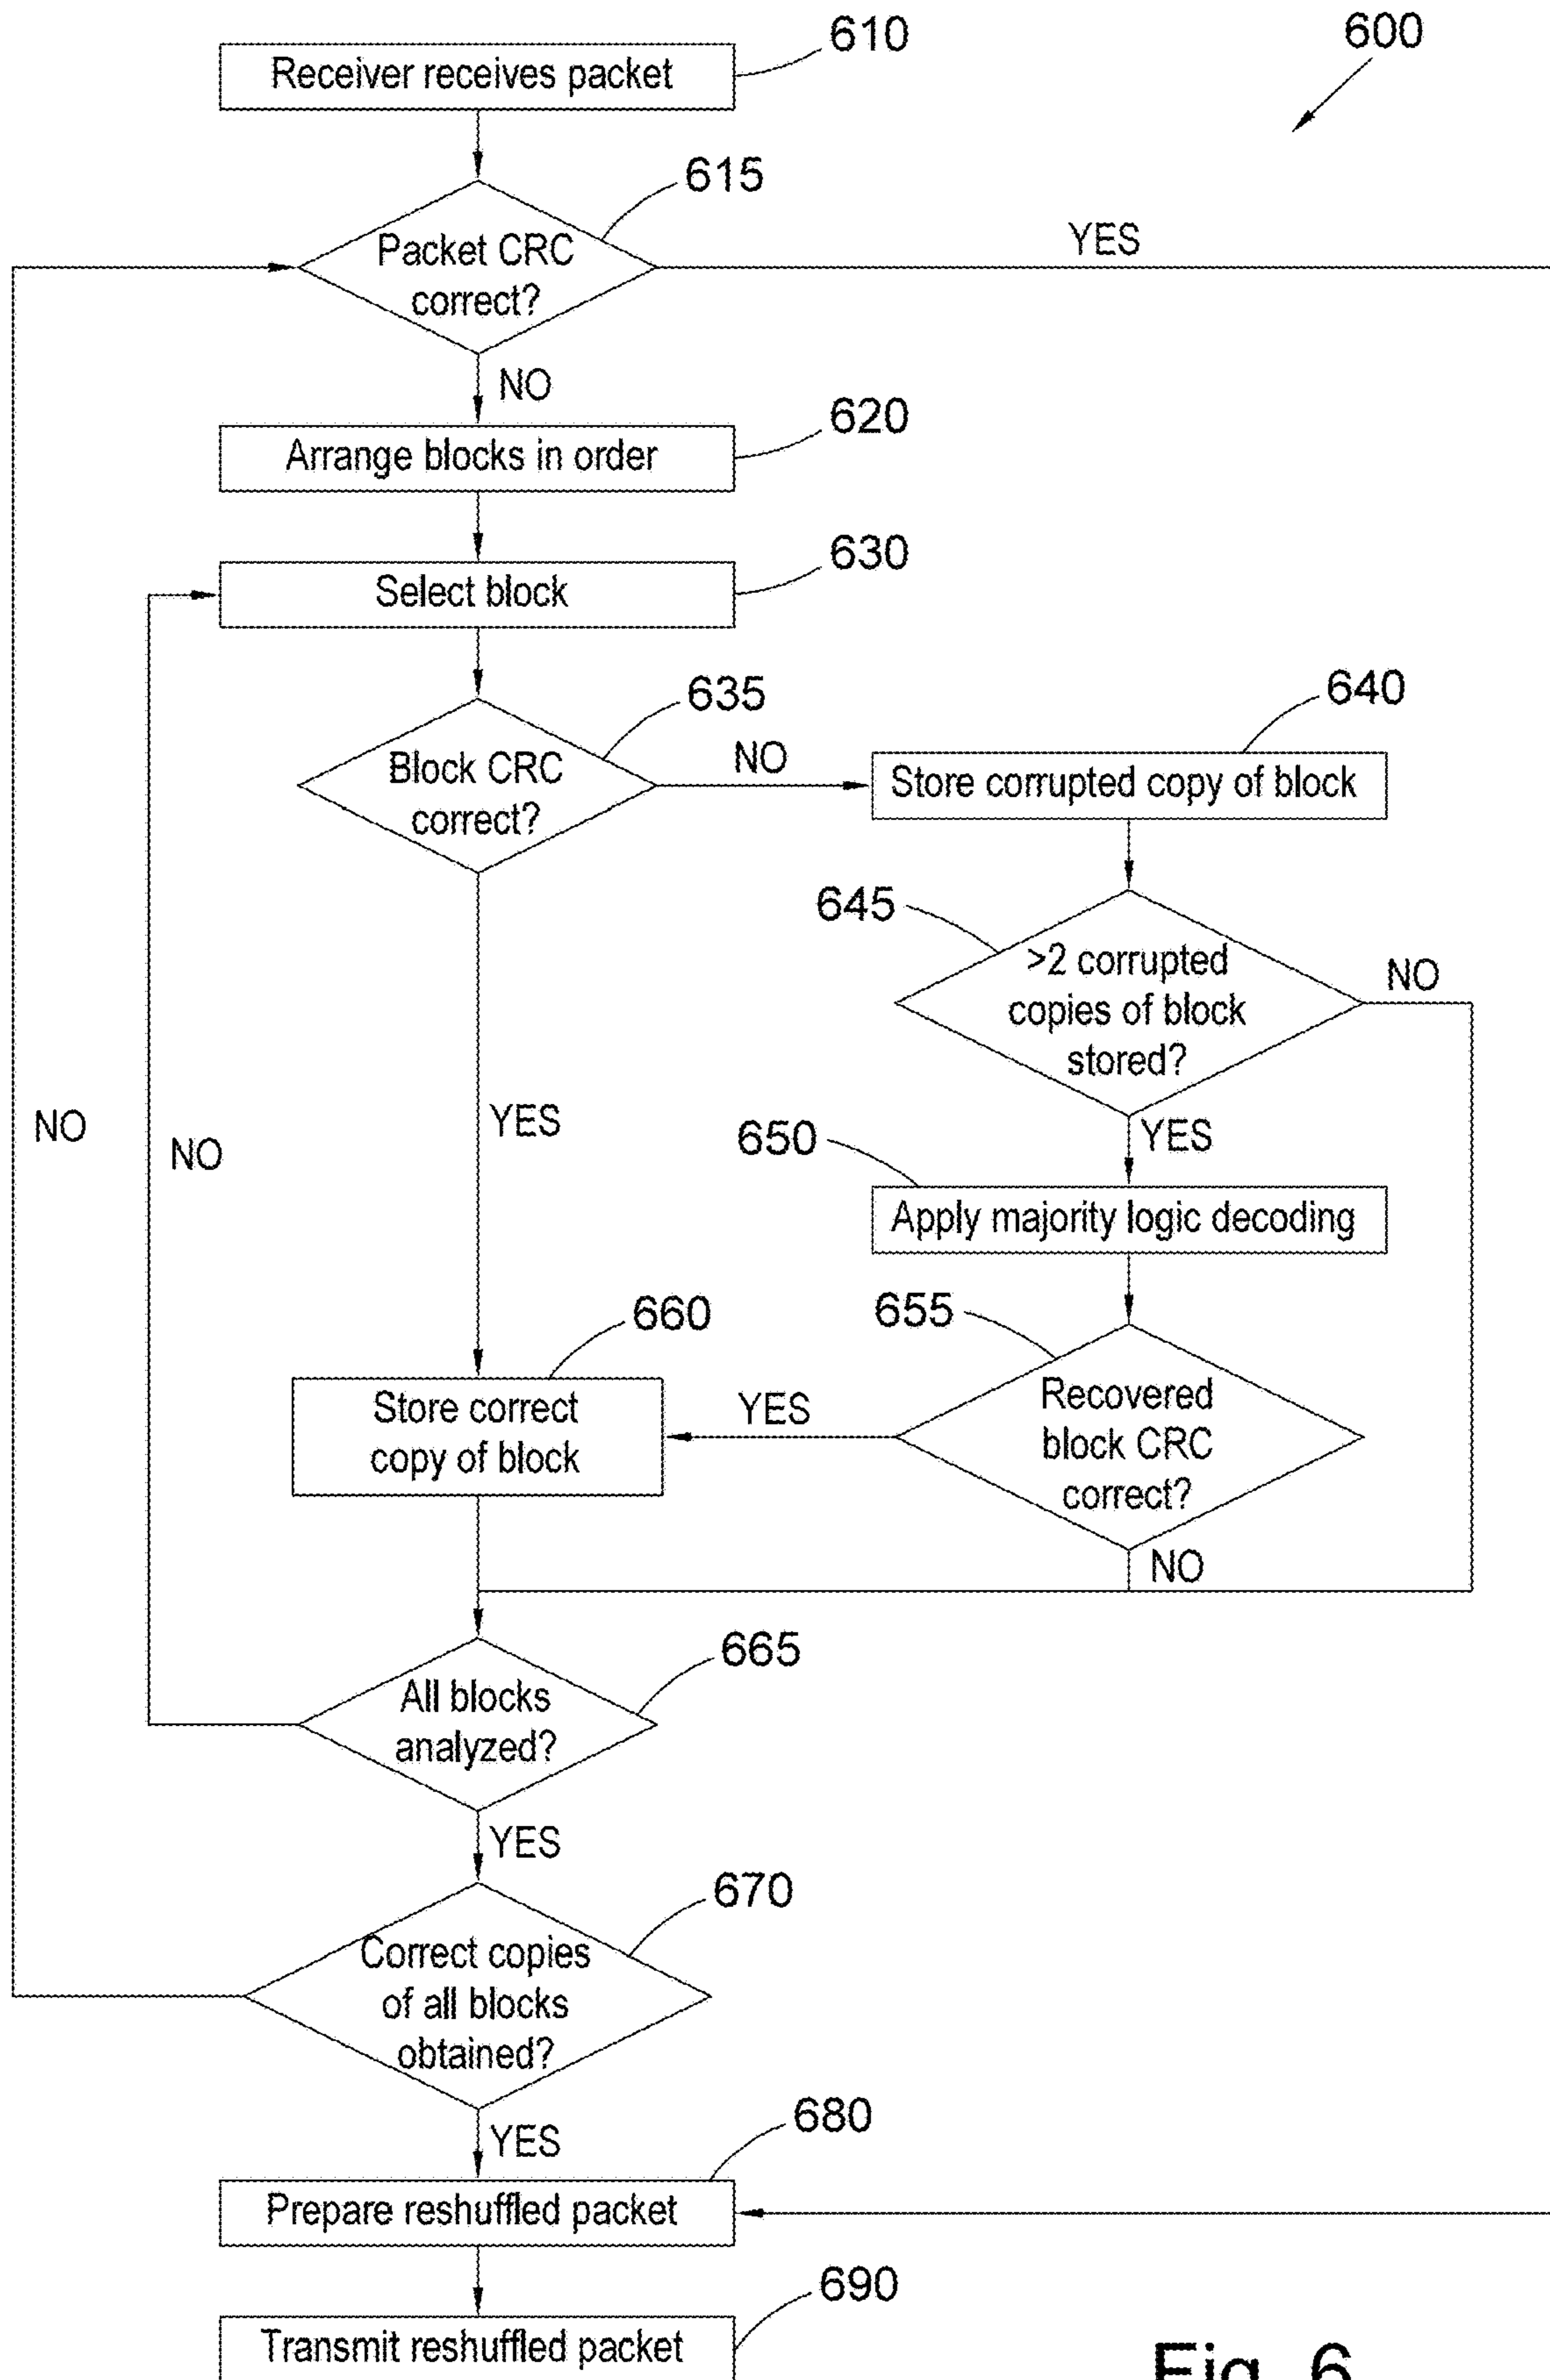 610
600
Receiver receives packet
615
Packet CRC
correct?
YES
NO
620
Arrange blocks in order
630
Select block
635
640
Block CRC
correct?
NO
Store corrupted copy of block
645
>2 corrupted
copies of block
stored?
NO
NO
NO
YES
YES
650
Apply majority logic decoding
660
655
Store correct
copy of block
YES
Recovered
block CRC
correct?
NO
665
All blocks
analyzed?
YES
670
Correct copies
of all blocks
obtained?
YES
680
Prepare reshuffled packet
690
Transmit reshuffled packet
Fig. 6